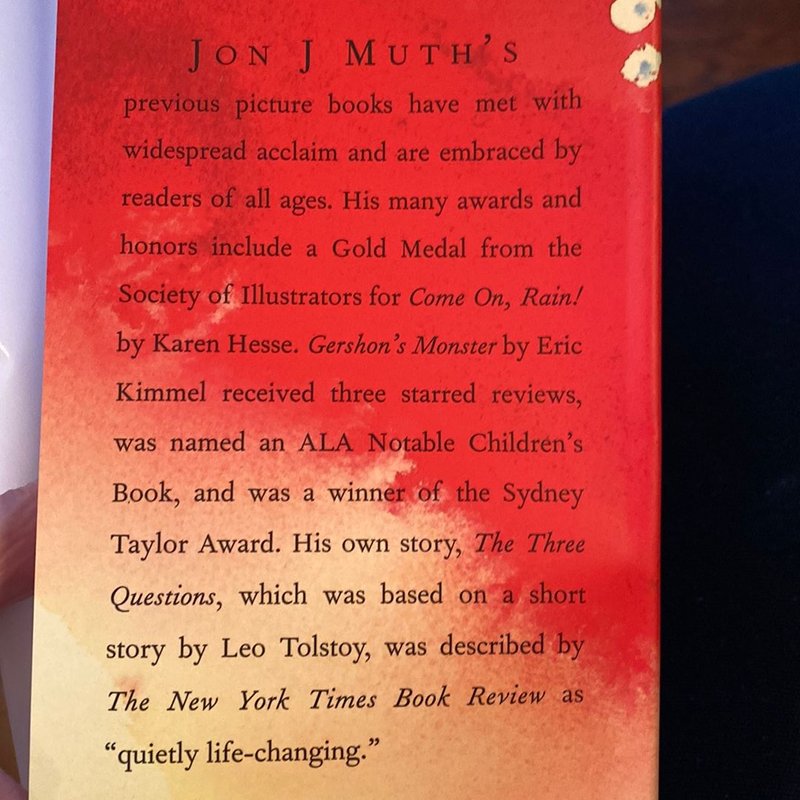 JON J MUTH'S
previous picture books have met with
widespread acclaim and are embraced by
readers of all ages. His many awards and
honors include a Gold Medal from the
Society of Illustrators for Come On, Rain!
by Karen Hesse. Gershon's Monster by Eric
Kimmel received three starred reviews,
was named an ALA Notable Children's
Book, and was a winner of the Sydney
Taylor Award. His own story, The Three
Questions, which was based on a short
story by Leo Tolstoy, was described by
The New York Times Book Review as
“quietly life-changing.”